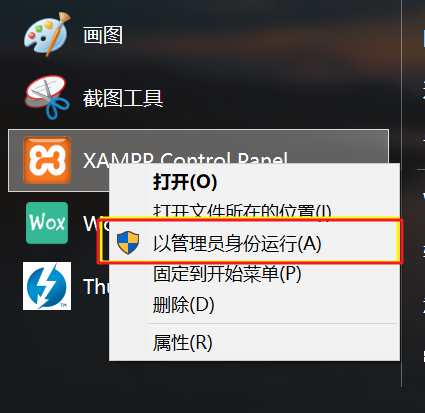 画图
截图工具
XAMPP Control Panel
打开(O)
打开文件所在的位置(I)
Wox
以管理员身份运行(A)
固定到开始菜单(P)
删除(D)
属性(R)